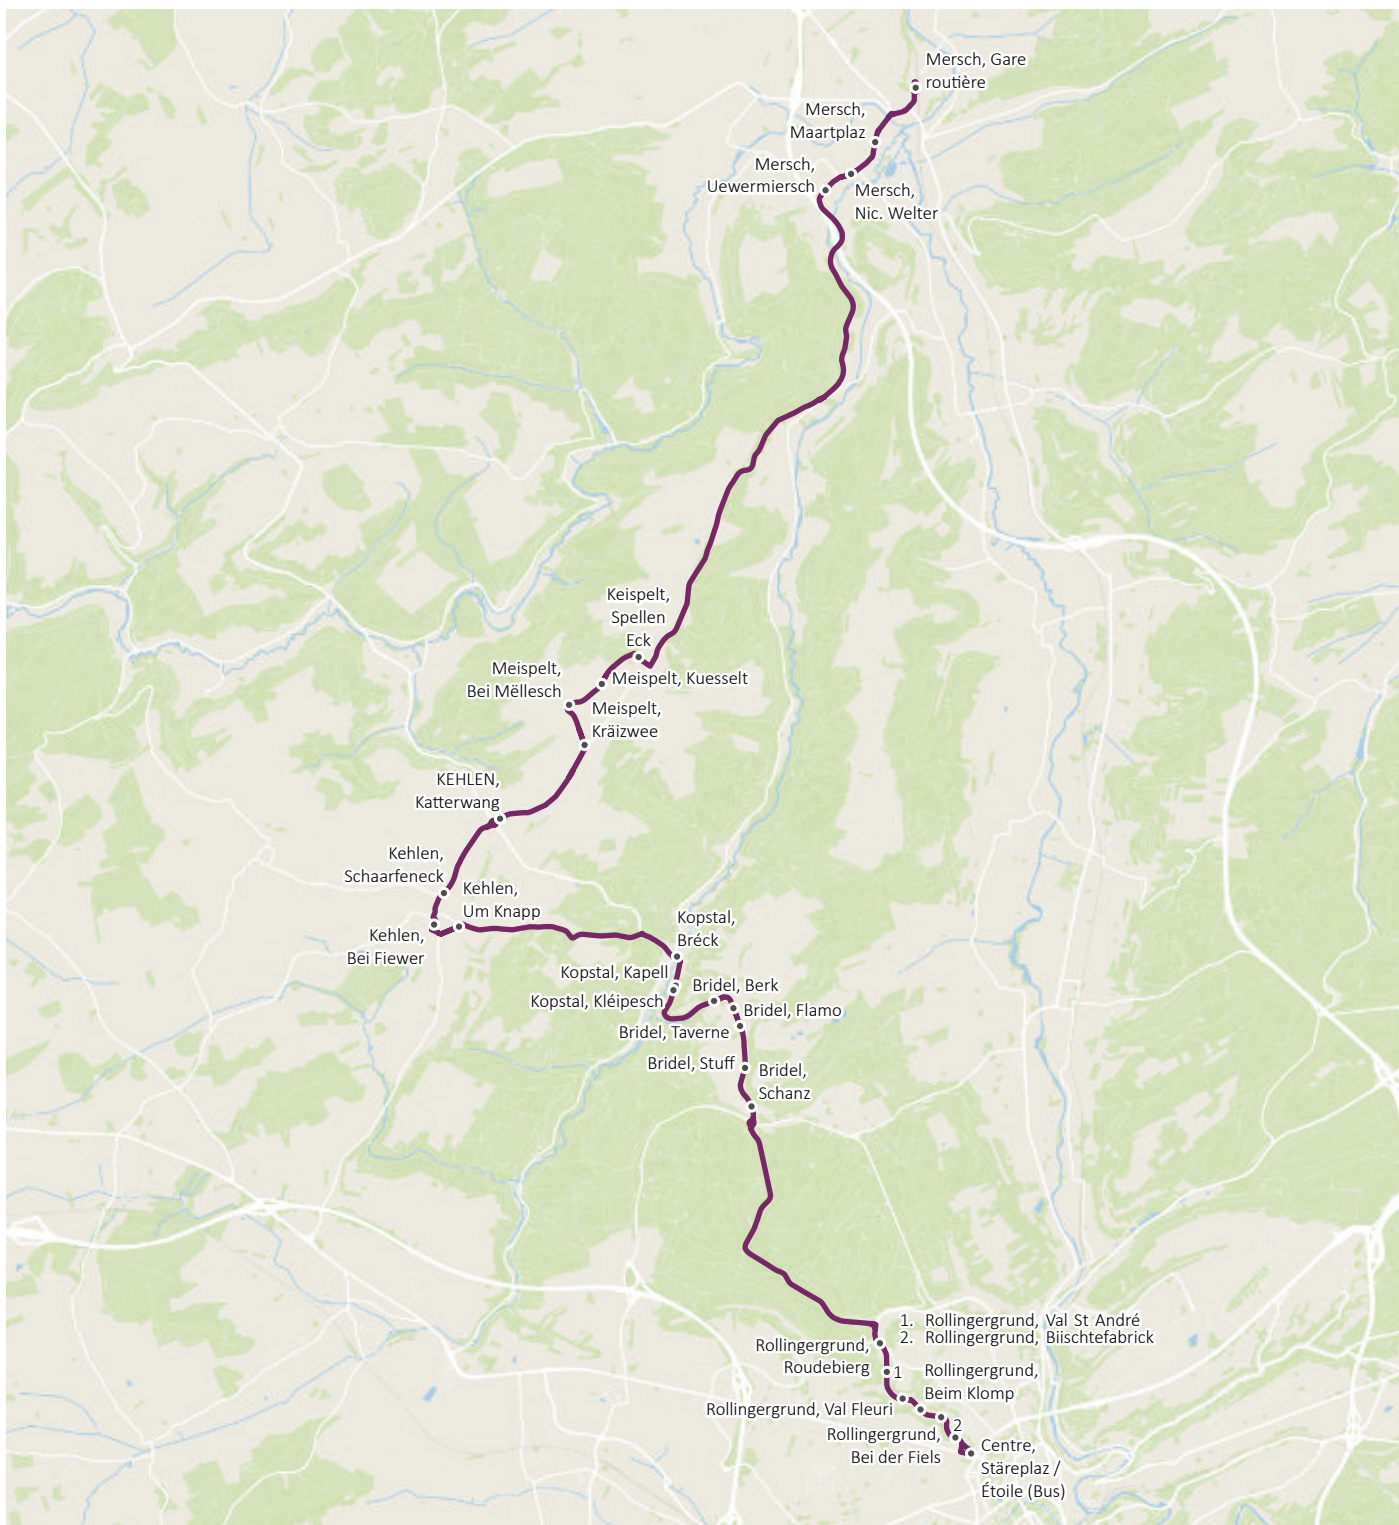 Mersch, Gare
routière
Mersch,
Maartplaz
Mersch,
Uewermiersch
Mersch,
Nic. Welter
Keispelt,
Spellen
Eck
Meispelt,
Bei Mëllesch
Meispelt, Kuesselt
Meispelt,
Kräizwee
KEHLEN,
Katterwang
Kehlen,
Schaarfeneck
Kehlen,
Um Knapp
Kehlen,
Bei Fiewer
Kopstal,
Bréck
Kopstal, Kapell
Kopstal, Kléipesch
Bridel, Berk
Bridel, Flamo
Bridel, Taverne
Bridel, Stuff
Bridel,
Schanz
1. Rollingergrund, Val St André
2. Rollingergrund, Biischtefabrick
Rollingergrund,
Roudebierg
1
Rollingergrund,
Beim Klomp
Rollingergrund, Val Fleuri
2
Rollingergrund,
Bei der Fiels
Centre,
Stäreplaz /
Étoile (Bus)